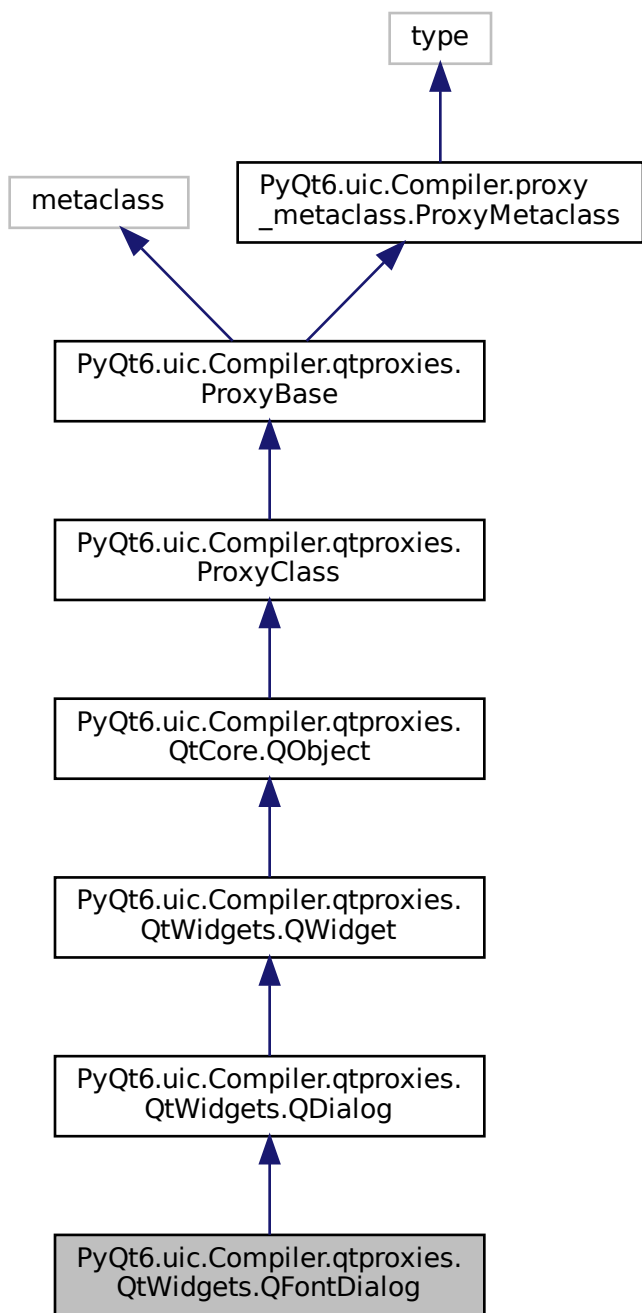 type
PyQt6.uic.Compiler.proxy
_metaclass.ProxyMetaclass
metaclass
PyQt6.uic.Compiler.qtproxies.
ProxyBase
PyQt6.uic.Compiler.qtproxies.
ProxyClass
PyQt6.uic.Compiler.qtproxies.
QtCore.QObject
PyQt6.uic.Compiler.qtproxies.
QtWidgets.QWidget
PyQt6.uic.Compiler.qtproxies.
QtWidgets.QDialog
PyQt6.uic.Compiler.qtproxies.
QtWidgets.QFontDialog